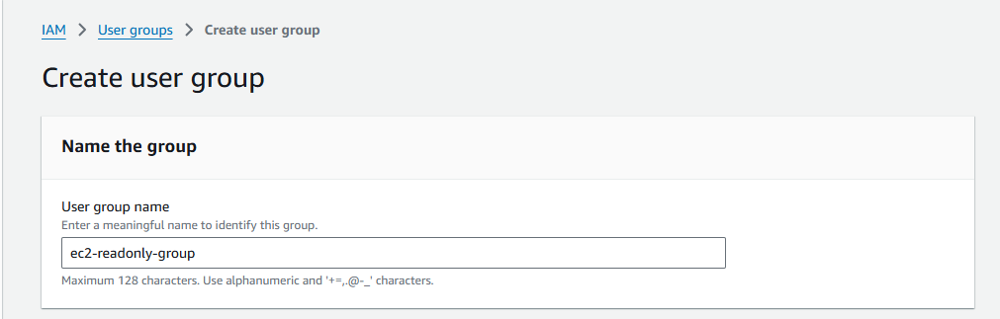 IAM > User groups > Create user group
Create user group
Name the group
User group name
Enter a meaningful name to identify this group.
ec2-readonly-group
Maximum 128 characters. Use alphanumeric and '+=,.@-_' characters.